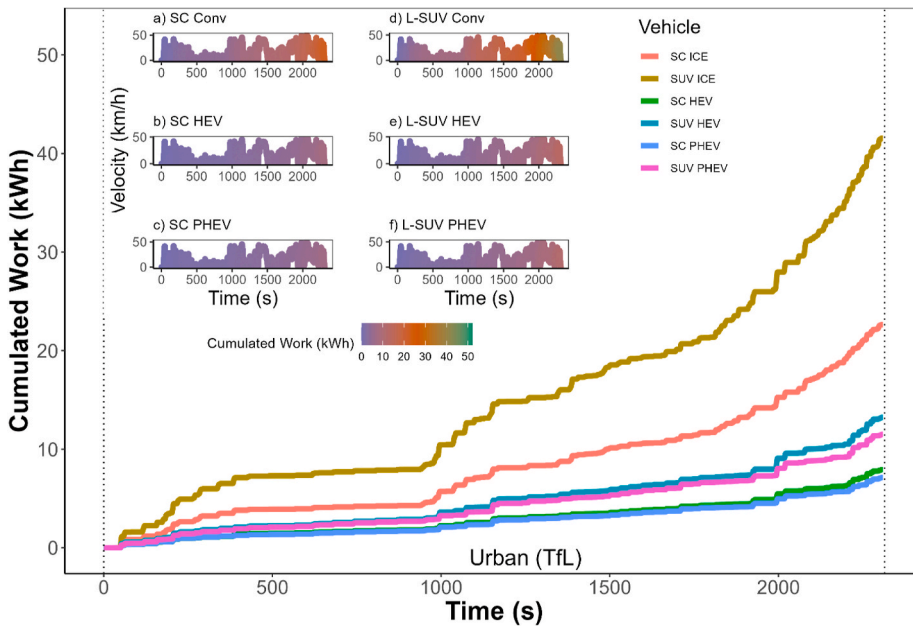 a) SC Conv
d) L-SUV Conv
50
0
50
0
0 500 1000 1500 2000
0 500 1000 1500 2000
b) SC HEV
e) L-SUV HEV
50
0
50
0
0 500 1000 1500 2000
0 500 1000 1500 2000
c) SC PHEV
f) L-SUV PHEV
50
0
50
0
0 500 1000 1500 2000
0 500 1000 1500 2000
Velocity (km/h)
Time (s)
Time (s)
Cumulated Work (kWh)
0 10 20 30 40 50
Vehicle
SC ICE
SUV ICE
SC HEV
SUV HEV
SC PHEV
SUV PHEV
Cumulated Work (kWh)
50
40
30
20
10
0
Urban (TfL)
0 500 1000 1500 2000
Time (s)